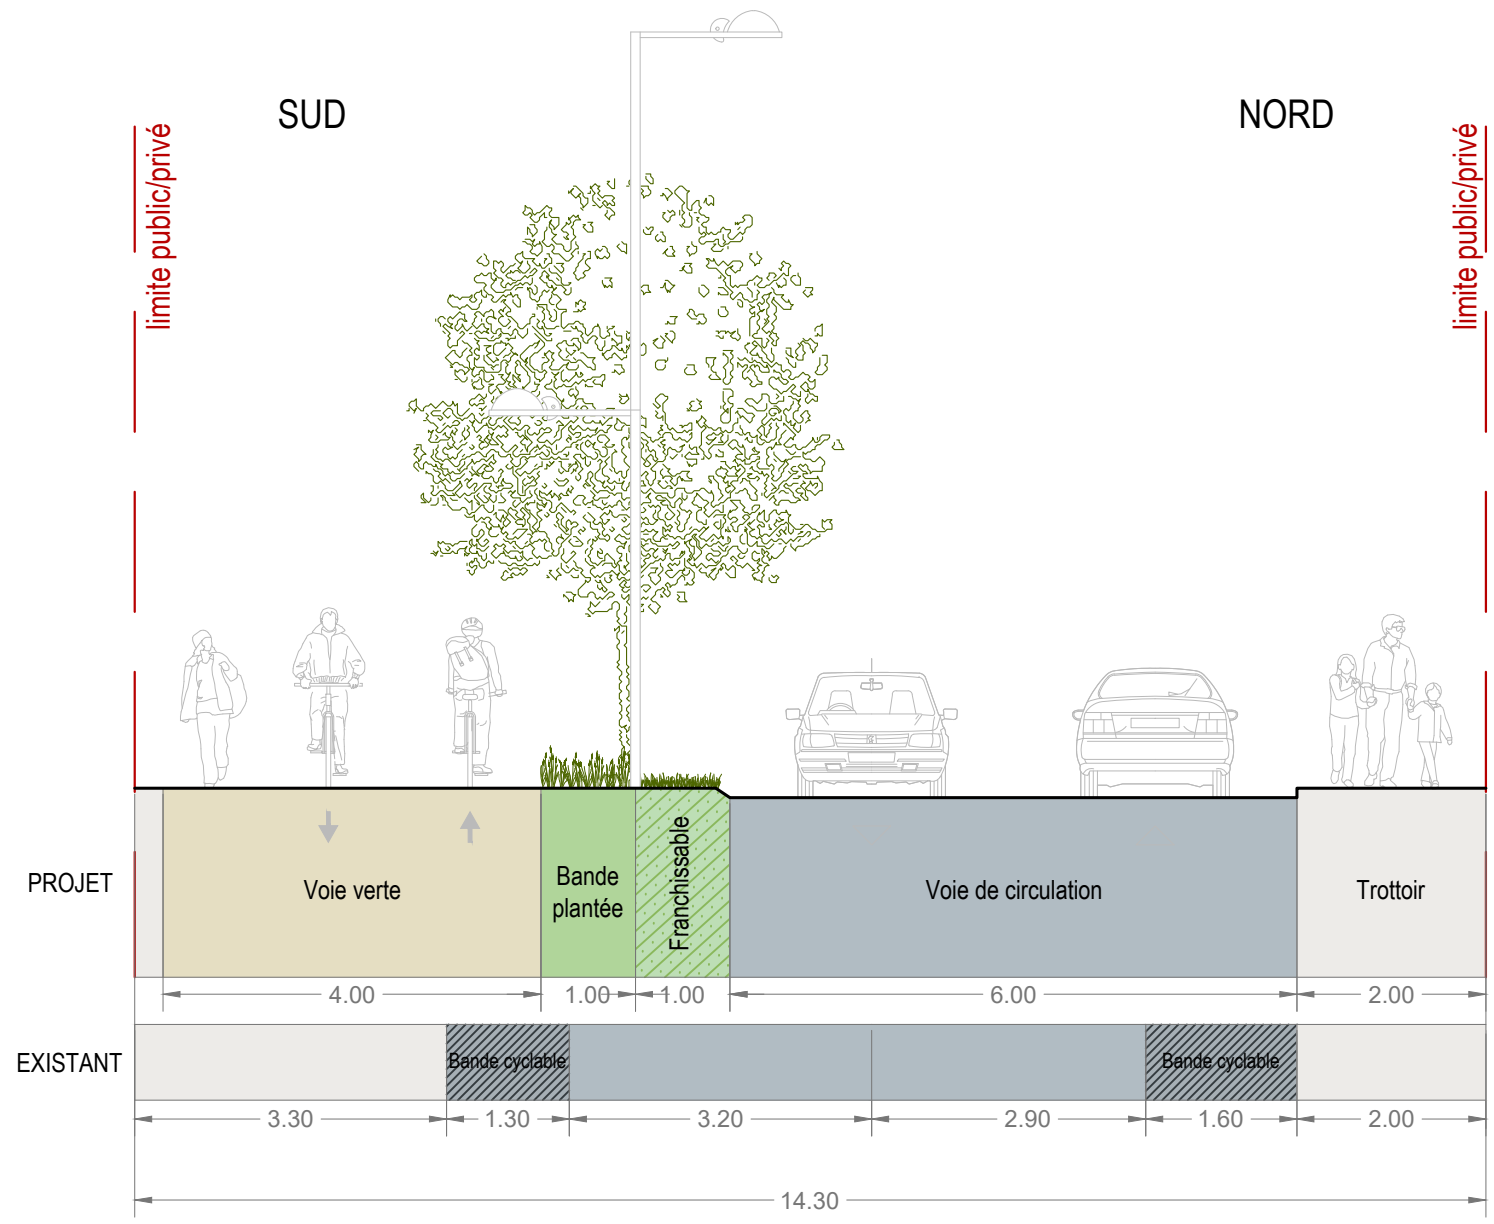 SUD
NORD
limite public/privé
limite public/privé
PROJET
Voie verte
Bande
plantée
Franchissable
Voie de circulation
Trottoir
4.00
1.00
1.00
6.00
2.00
EXISTANT
Bande cyclable
Bande cyclable
3.30
1.30
3.20
2.90
1.60
2.00
14.30